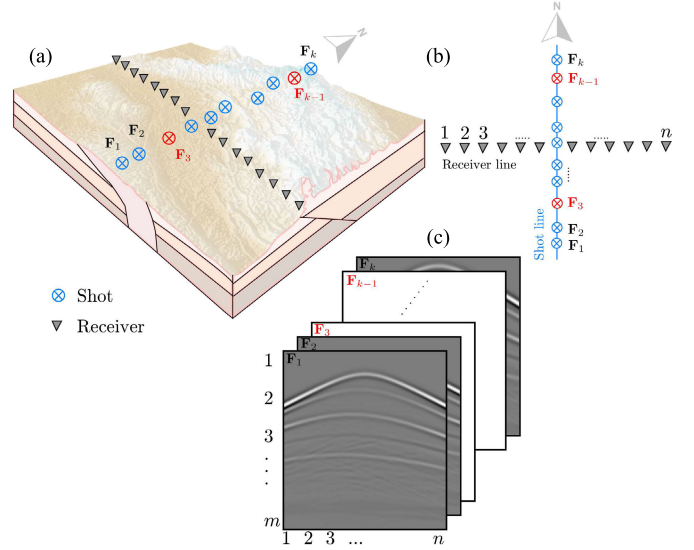 (a)
N
F_k
F_{k-1}
F_2
F_1
F_3
Shot
Receiver
(b)
N
F_k
F_{k-1}
1 2 3 ..... ..... n
Receiver line
.....
F_3
F_2
F_1
Shot line
(c)
F_k
F_{k-1}
. . . . . . .
F_3
F_2
F_1
1
2
3
.
.
.
m
1 2 3 ... n